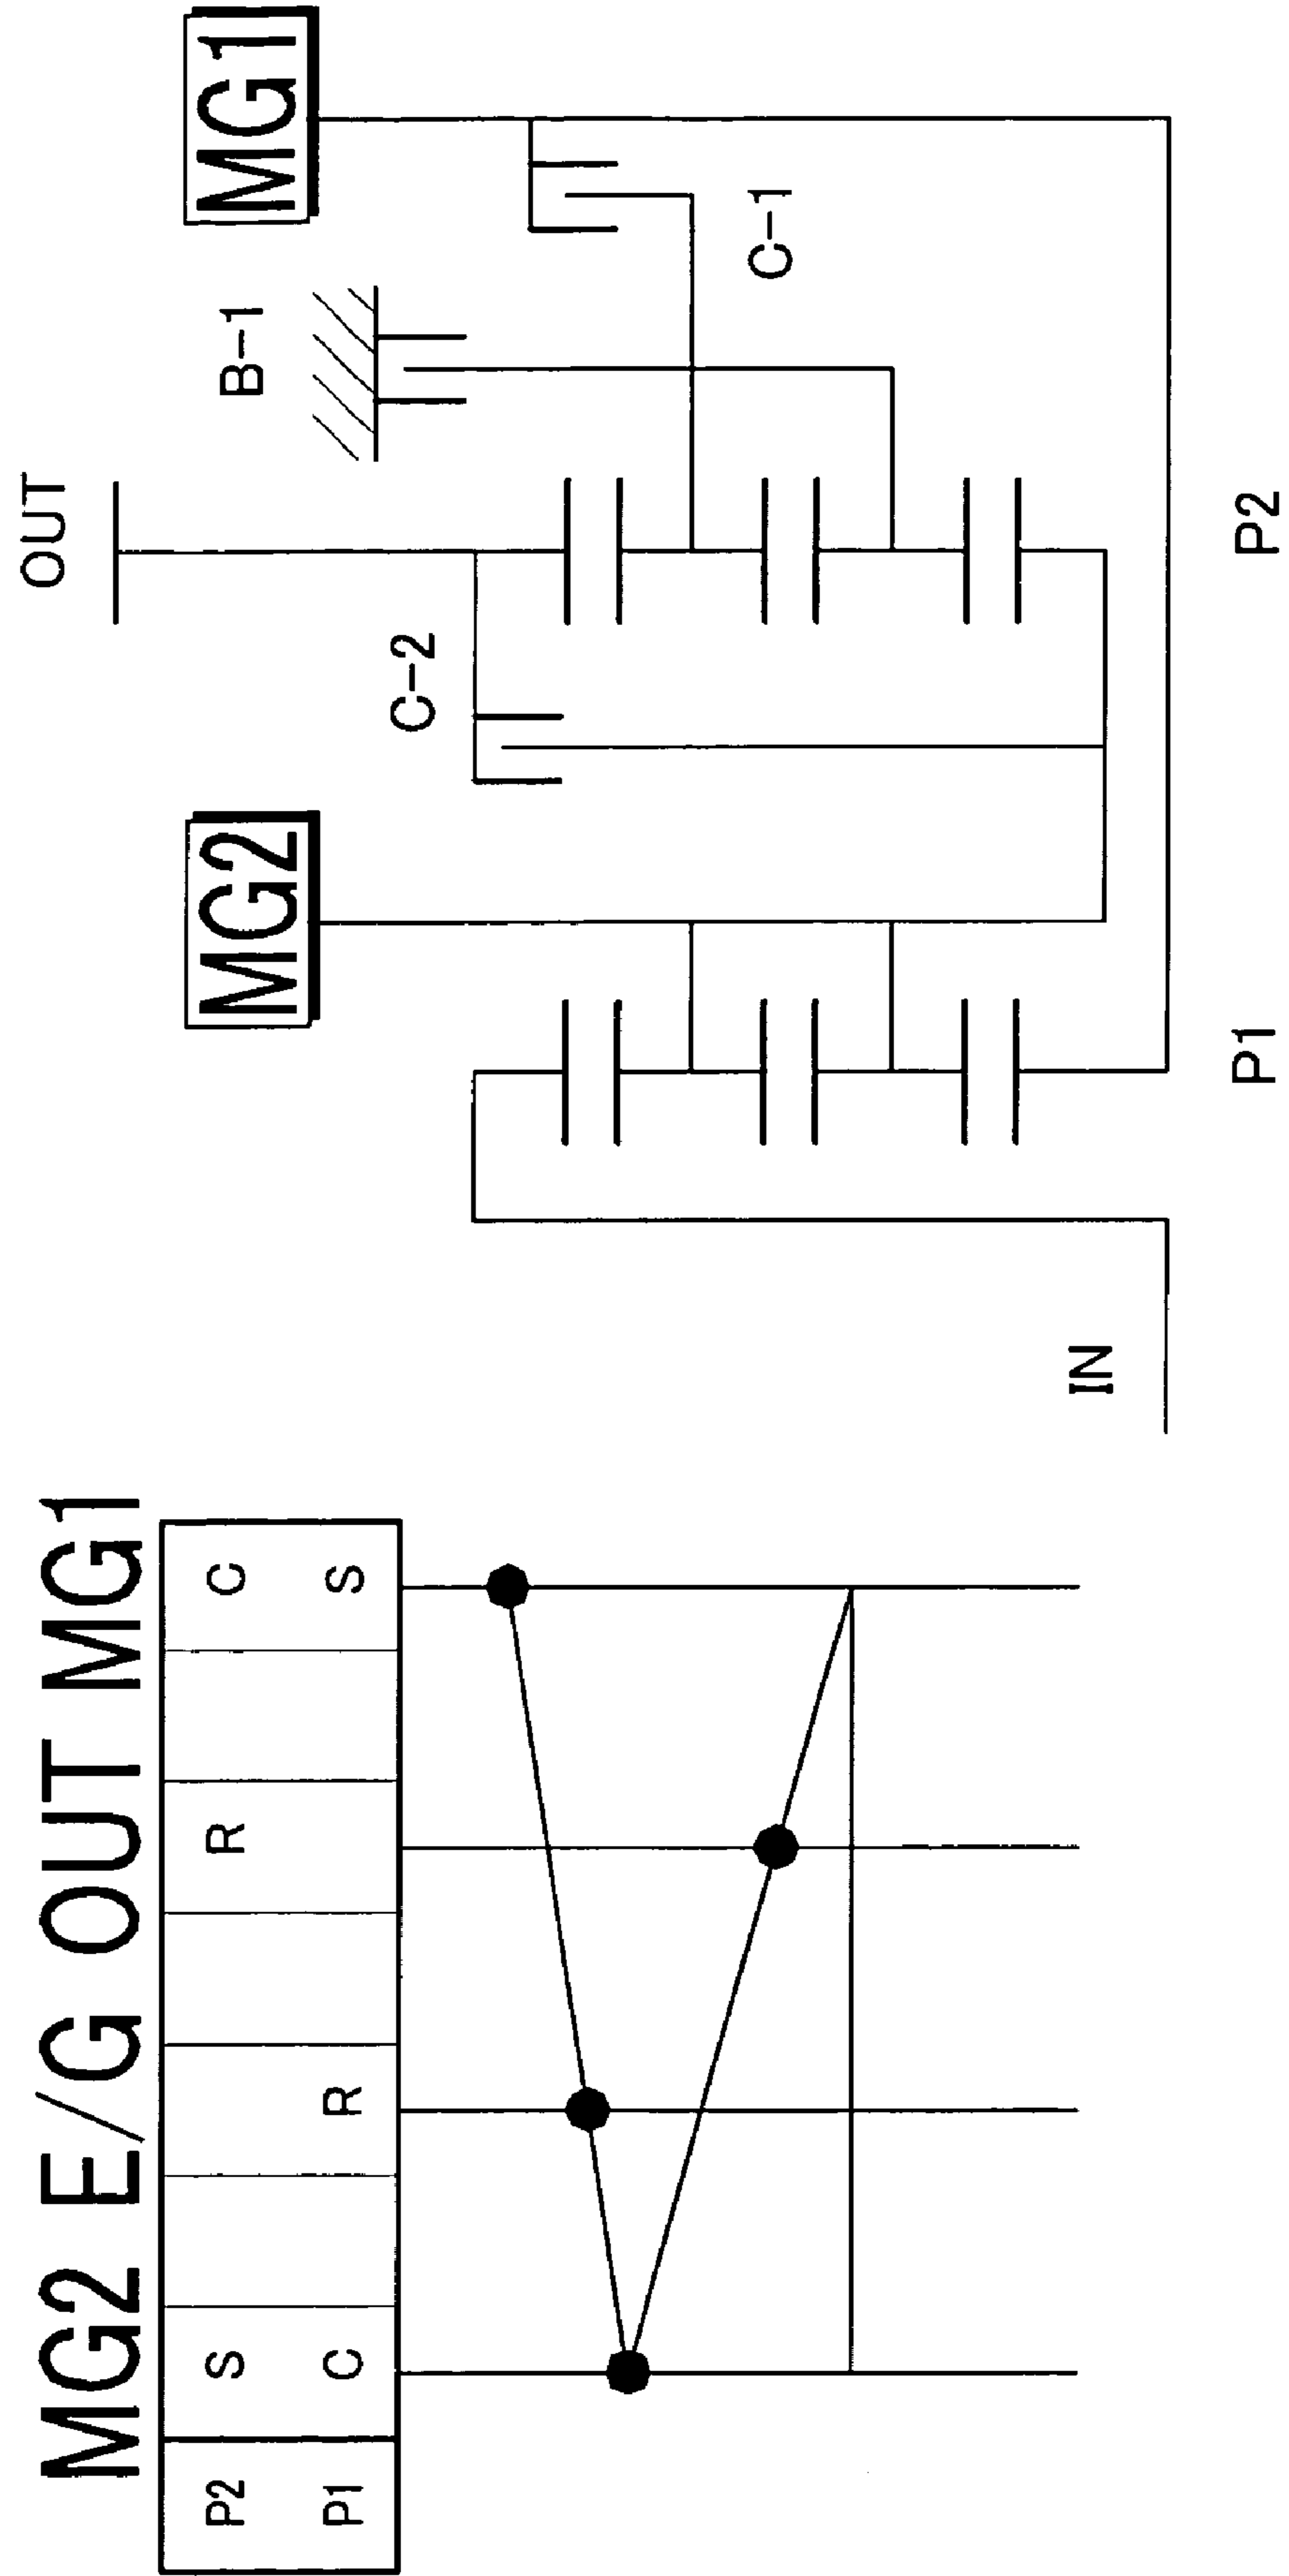 MG2 E/G OUT MG1
P2 S R C
P1 C R S
OUT
MG2
MG1
B-1
C-2
C-1
IN
P1
P2